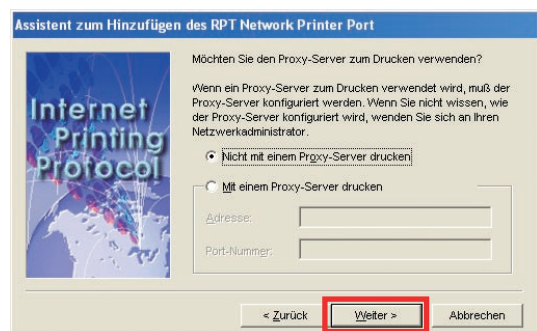 Assistent zum Hinzufügen des RPT Network Printer Port
Internet
Printing
Protocol
Möchten Sie den Proxy-Server zum Drucken verwenden?
Wenn ein Proxy-Server zum Drucken verwendet wird, muß der
Proxy-Server konfiguriert werden. Wenn Sie nicht wissen, wie
der Proxy-Server konfiguriert wird, wenden Sie sich an Ihren
Netzwerkadministrator.
Nicht mit einem Proxy-Server drucken
Mit einem Proxy-Server drucken
Adresse:
Port-Nummer:
< Zurück
Weiter >
Abbrechen